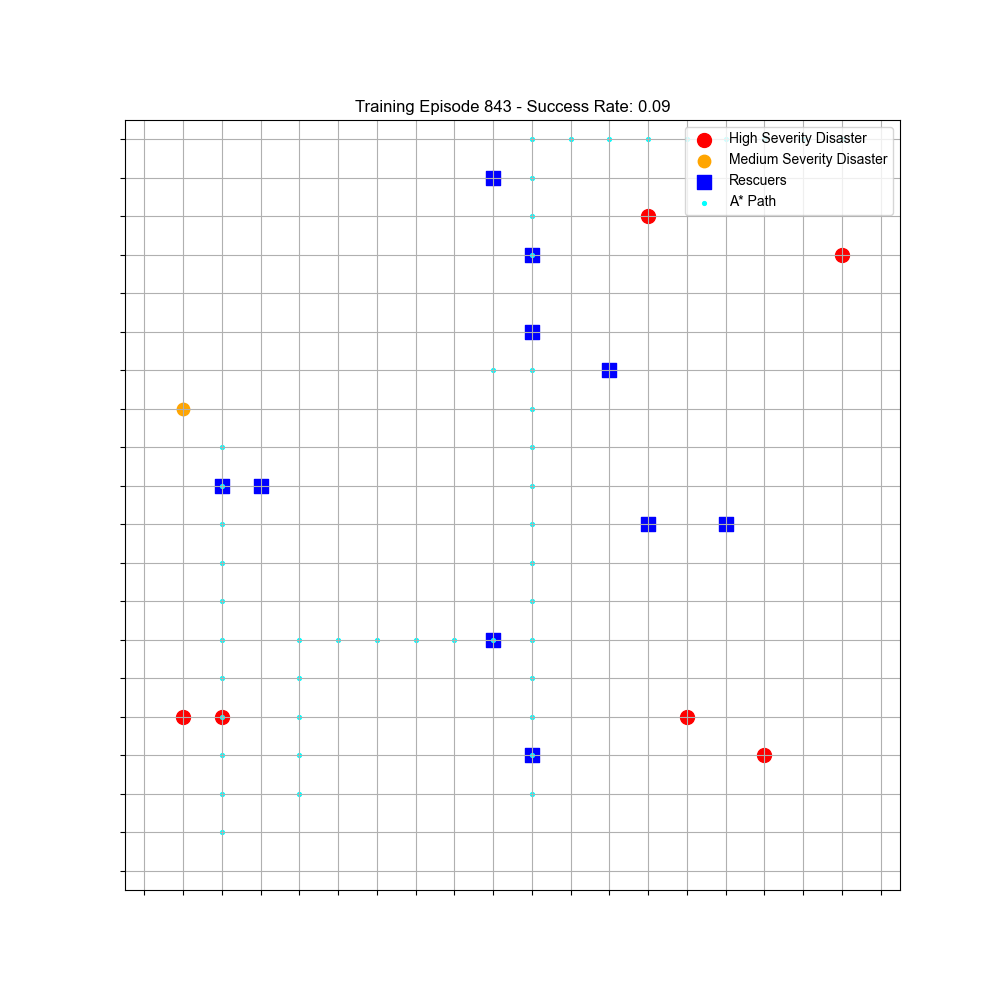 Training Episode 843 - Success Rate: 0.09
High Severity Disaster
Medium Severity Disaster
Rescuers
A* Path